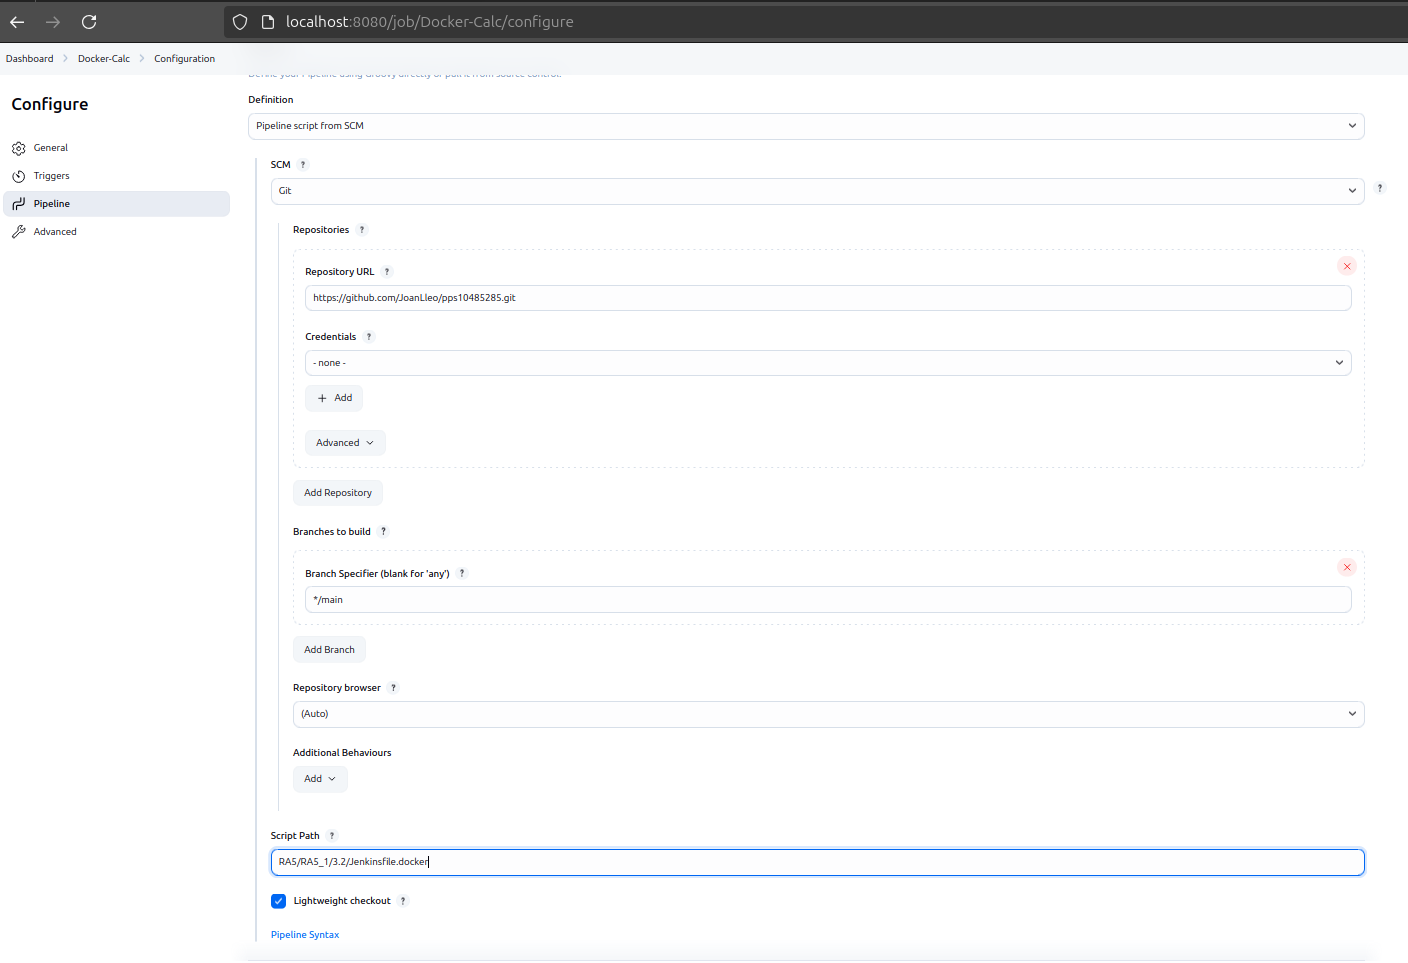 localhost:8080/job/Docker-Calc/configure
Dashboard > Docker-Calc > Configuration
Configure
General
Triggers
Pipeline
Advanced
Define your Pipeline using Groovy directly or pull it from source control.
Definition
Pipeline script from SCM
SCM ?
Git
?
Repositories ?
Repository URL ?
https://github.com/JoanLleo/pps10485285.git
Credentials ?
- none -
+ Add
Advanced
Add Repository
Branches to build ?
Branch Specifier (blank for 'any') ?
*/main
Add Branch
Repository browser ?
(Auto)
Additional Behaviours
Add
Script Path ?
RA5/RA5_1/3.2/Jenkinsfile.docker
Lightweight checkout ?
Pipeline Syntax